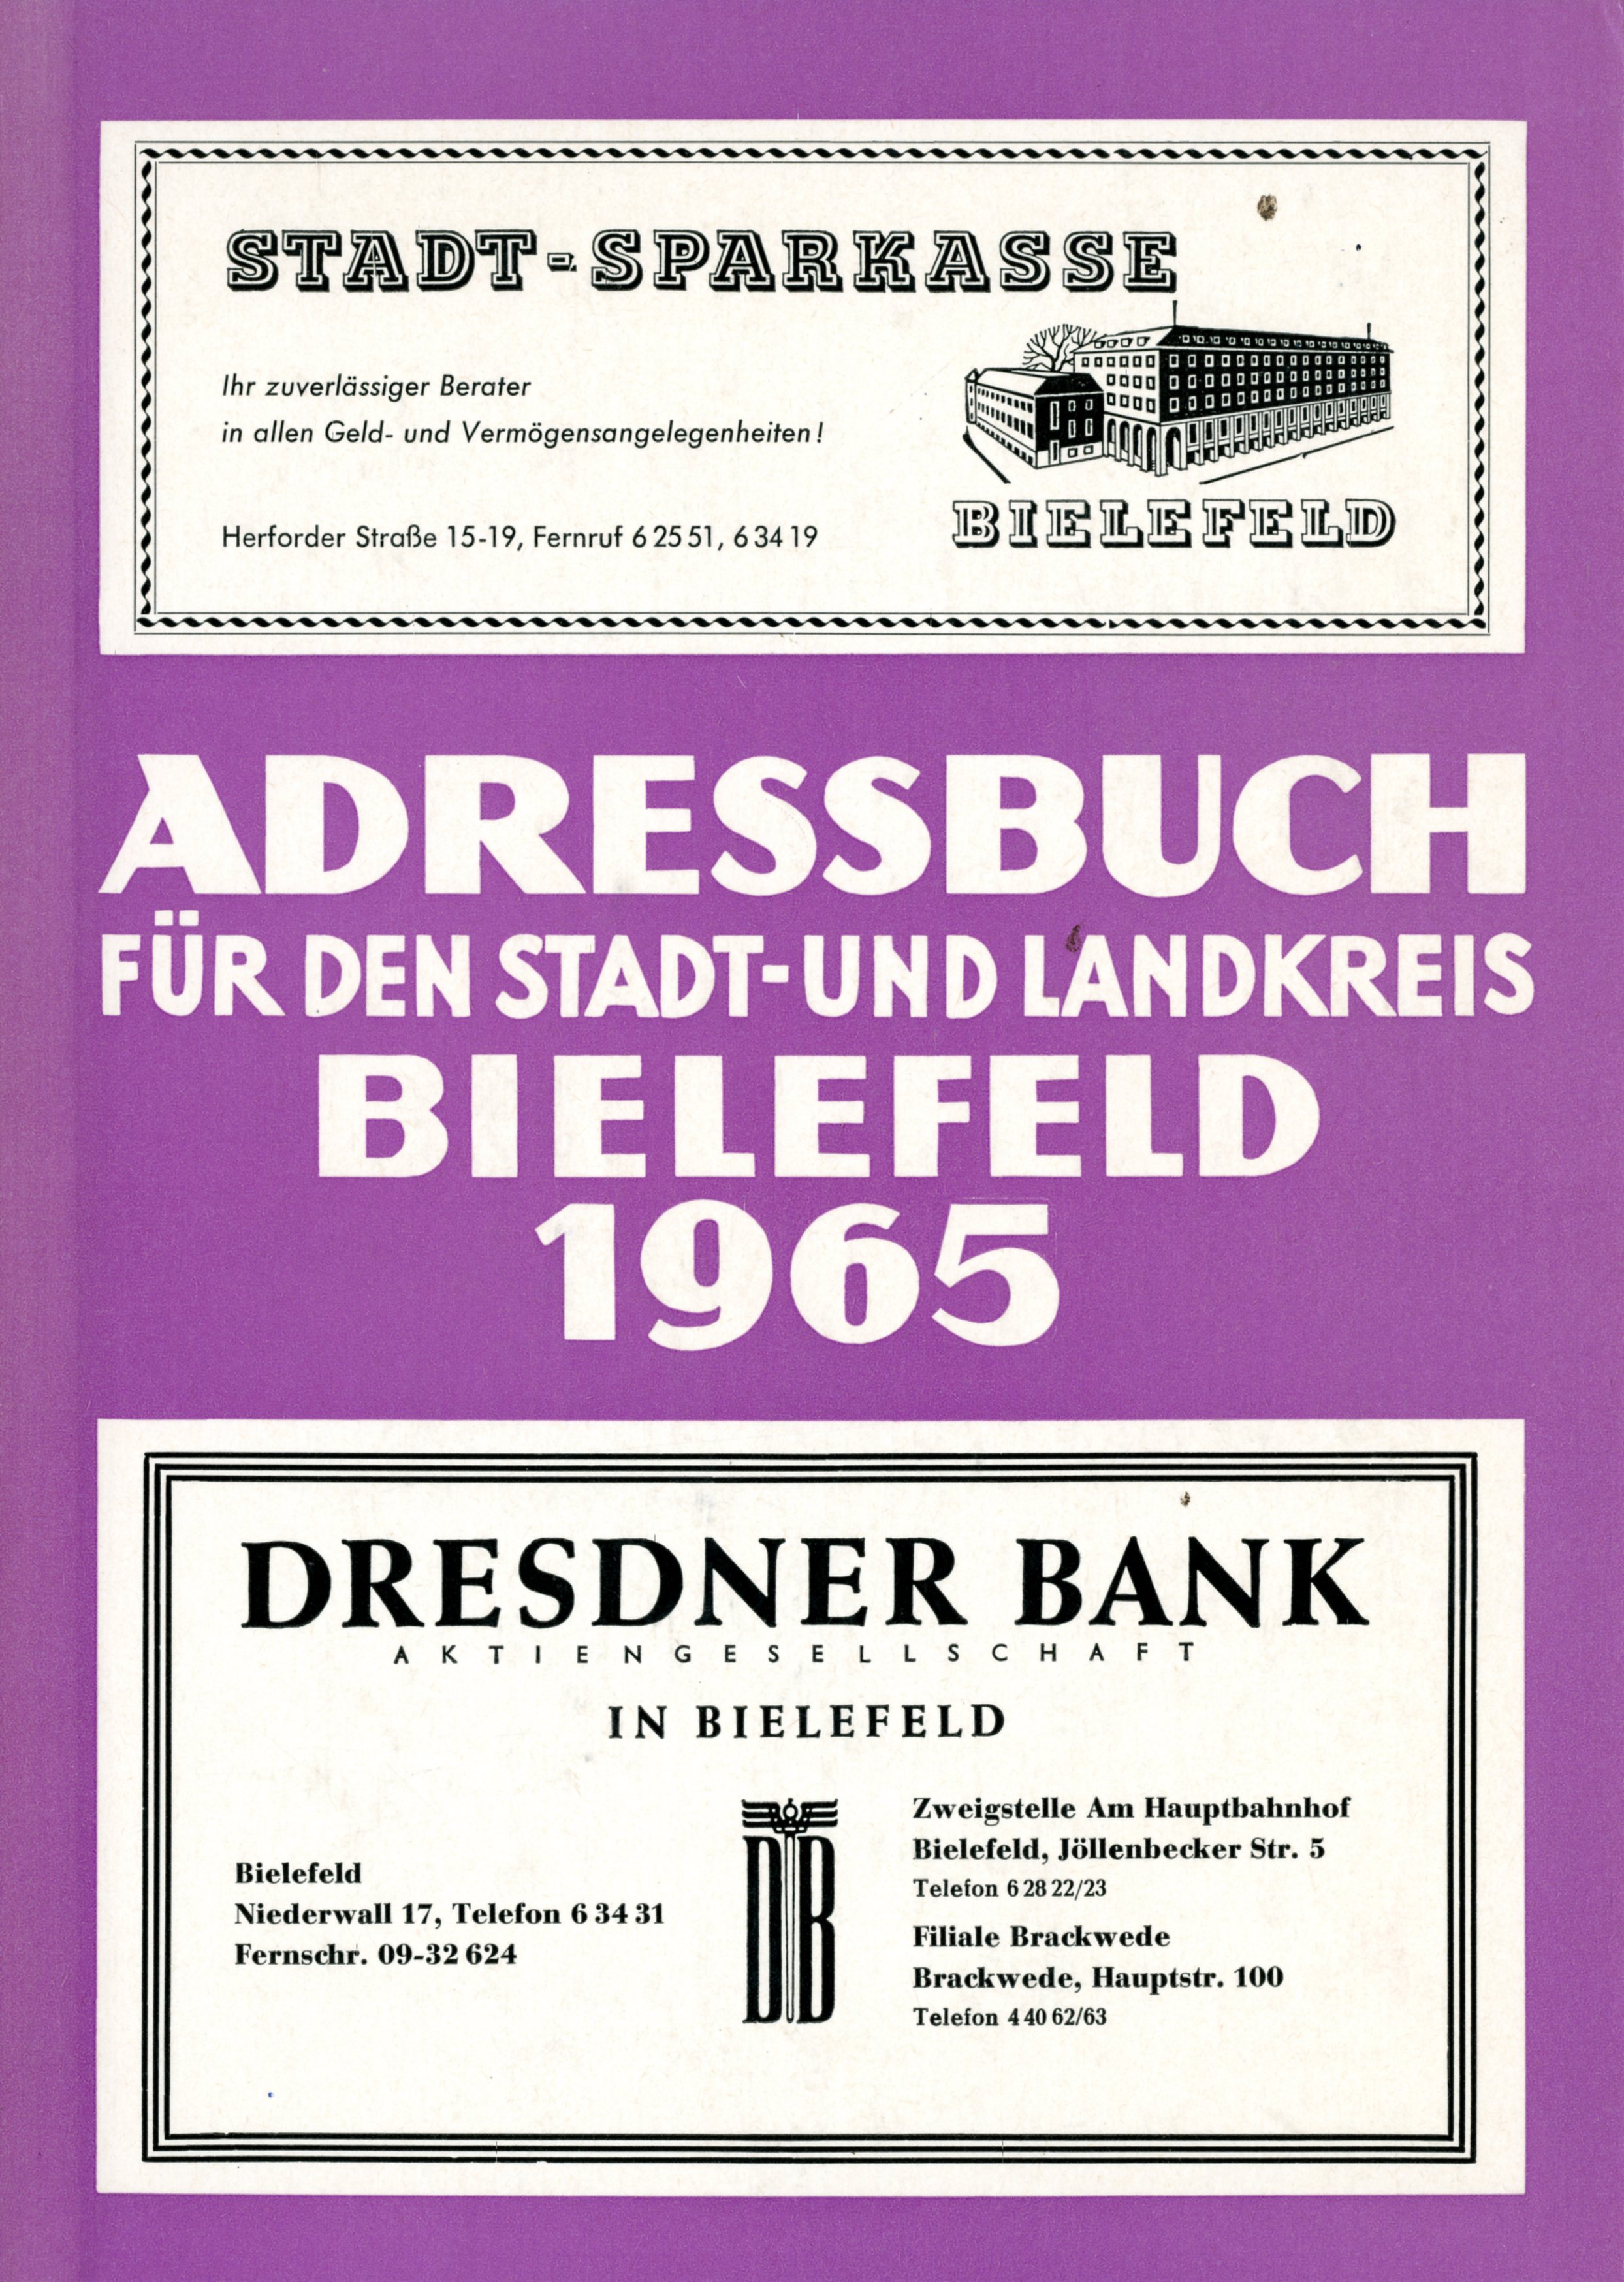 STADT-SPARKASSE
Ihr zuverlässiger Berater
in allen Geld- und Vermögensangelegenheiten!
Herforder Straße 15-19, Fernruf 6 25 51, 6 34 19
BIELEFELD
ADRESSBUCH
FÜR DEN STADT-UND LANDKREIS
BIELEFELD
1965
DRESDNER BANK
AKTIENGESELLSCHAFT
IN BIELEFELD
Bielefeld
Niederwall 17, Telefon 6 34 31
Fernschr. 09-32 624
DB
Zweigstelle Am Hauptbahnhof
Bielefeld, Jöllenbecker Str. 5
Telefon 6 28 22/23
Filiale Brackwede
Brackwede, Hauptstr. 100
Telefon 4 40 62/63